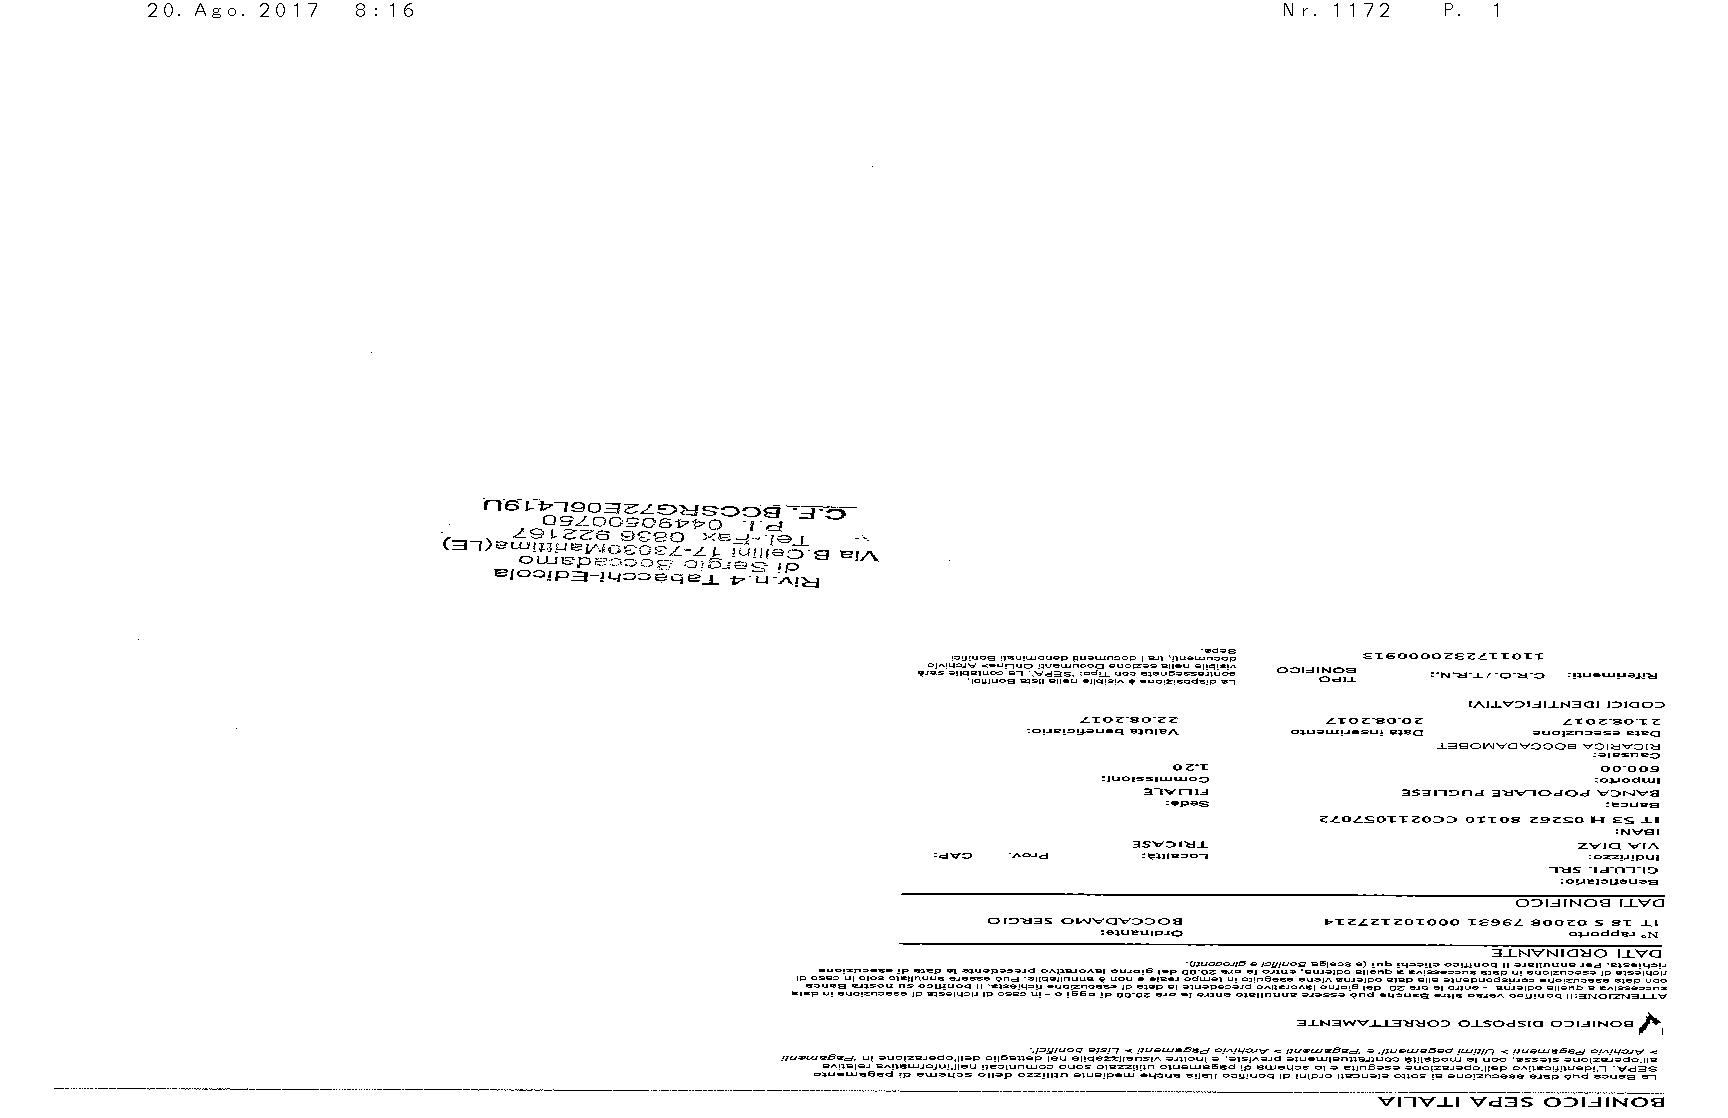 20. Ago. 2017 8:16 Nr. 1172 P. 1
BONIFICO SEPA ITALIA
La Banca può dare esecuzione ai sotto elencati ordini di bonifico Italia anche mediante utilizzo dello schema di pagamento
SEPA. L'identificativo dell'operazione eseguita e lo schema di pagamento utilizzato sono comunicati nell'informativa relativa
all'operazione stessa, con le modalità contrattualmente previste, e inoltre visualizzabile nel dettaglio dell'operazione in "Pagamenti
> Archivio Pagamenti > Ultimi pagamenti" e "Pagamenti > Archivio Pagamenti > Lista bonifici".
BONIFICO DISPOSTO CORRETTAMENTE
ATTENZIONE: Il bonifico verso altre Banche può essere annullato entro le ore 20.00 di oggi o - in caso di richiesta di esecuzione in data
successiva a quella odierna - entro le ore 20 del giorno lavorativo precedente la data di esecuzione richiesta. Il bonifico su nostra Banca
con data esecuzione corrispondente alla data odierna viene eseguito in tempo reale e non è annullabile. Può essere annullato solo in caso di
richiesta di esecuzione in data successiva a quella odierna, entro le ore 20.00 del giorno lavorativo precedente la data di esecuzione
richiesta. Per annullare il bonifico clicchi qui (e scelga Bonifici e giroconti).
DATI ORDINANTE
N° rapporto Ordinante:
IT 18 S 02008 79631 000102127214 BOCCADAMO SERGIO
DATI BONIFICO
Beneficiario:
GILLUPI. SRL
Indirizzo: Località: Prov. CAP:
VIA DIAZ TRICASE
IBAN:
IT 53 H 05262 80110 CC0211057072
Banca: Sede:
BANCA POPOLARE PUGLIESE FILIALE
Importo: Commissioni:
600.00 1.20
Causale:
RICARICA BOCCADAMOBET
Data esecuzione Data inserimento Valuta beneficiario:
21.08.2017 20.08.2017 22.08.2017
CODICI IDENTIFICATIVI
Riferimenti: C.R.O./T.R.N.: TIPO BONIFICO
1101172320000913
La disposizione è visibile nella lista Bonifici,
contrassegnata con Tipo: "SEPA". La contabile sarà
visibile nella sezione Documenti OnLine> Archivio
documenti, tra i documenti denominati Bonifici
Sepa.
Riv.n.4 Tabacchi-Edicola
di Sergio Boccadamo
Via B.Cellini 17-73030Marittima(LE)
Tel.-Fax. 0836 922167
P.I. 04490500750
C.F. BCCSRG72E06L419U